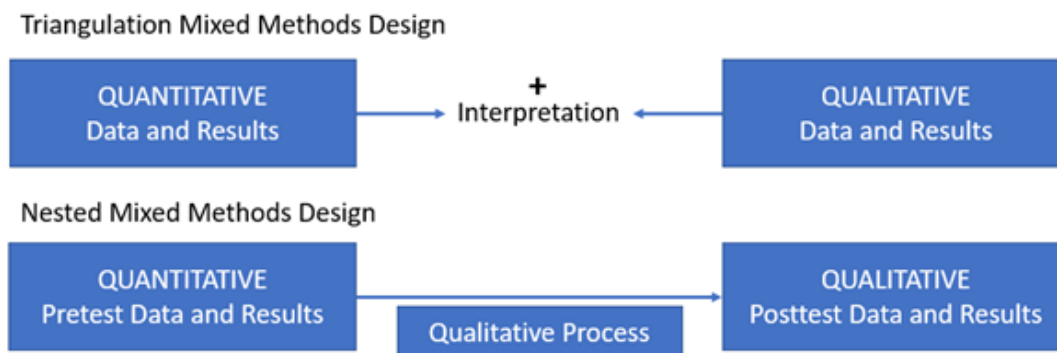 Triangulation Mixed Methods Design
QUANTITATIVE
Data and Results
+
Interpretation
QUALITATIVE
Data and Results
Nested Mixed Methods Design
QUANTITATIVE
Pretest Data and Results
Qualitative Process
QUALITATIVE
Posttest Data and Results